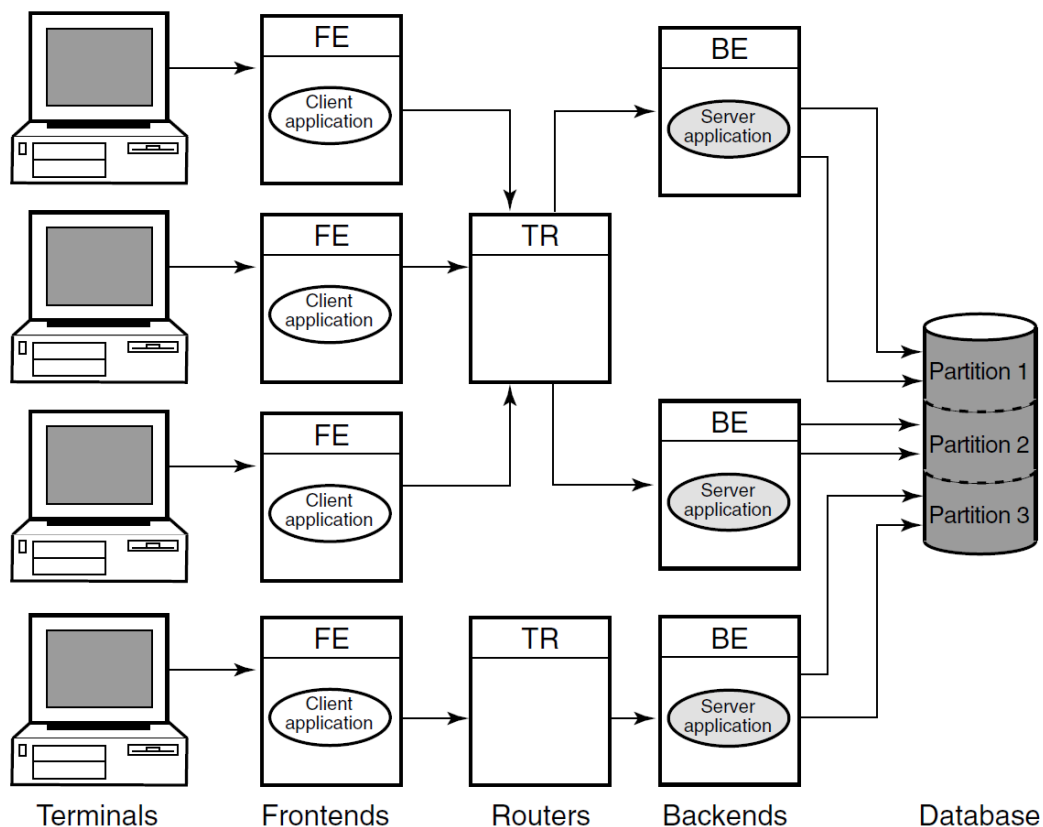 FE
Client
application
BE
Server
application
FE
Client
application
TR
Partition 1
FE
Client
application
BE
Server
application
Partition 2
Partition 3
FE
Client
application
TR
BE
Server
application
Terminals
Frontends
Routers
Backends
Database